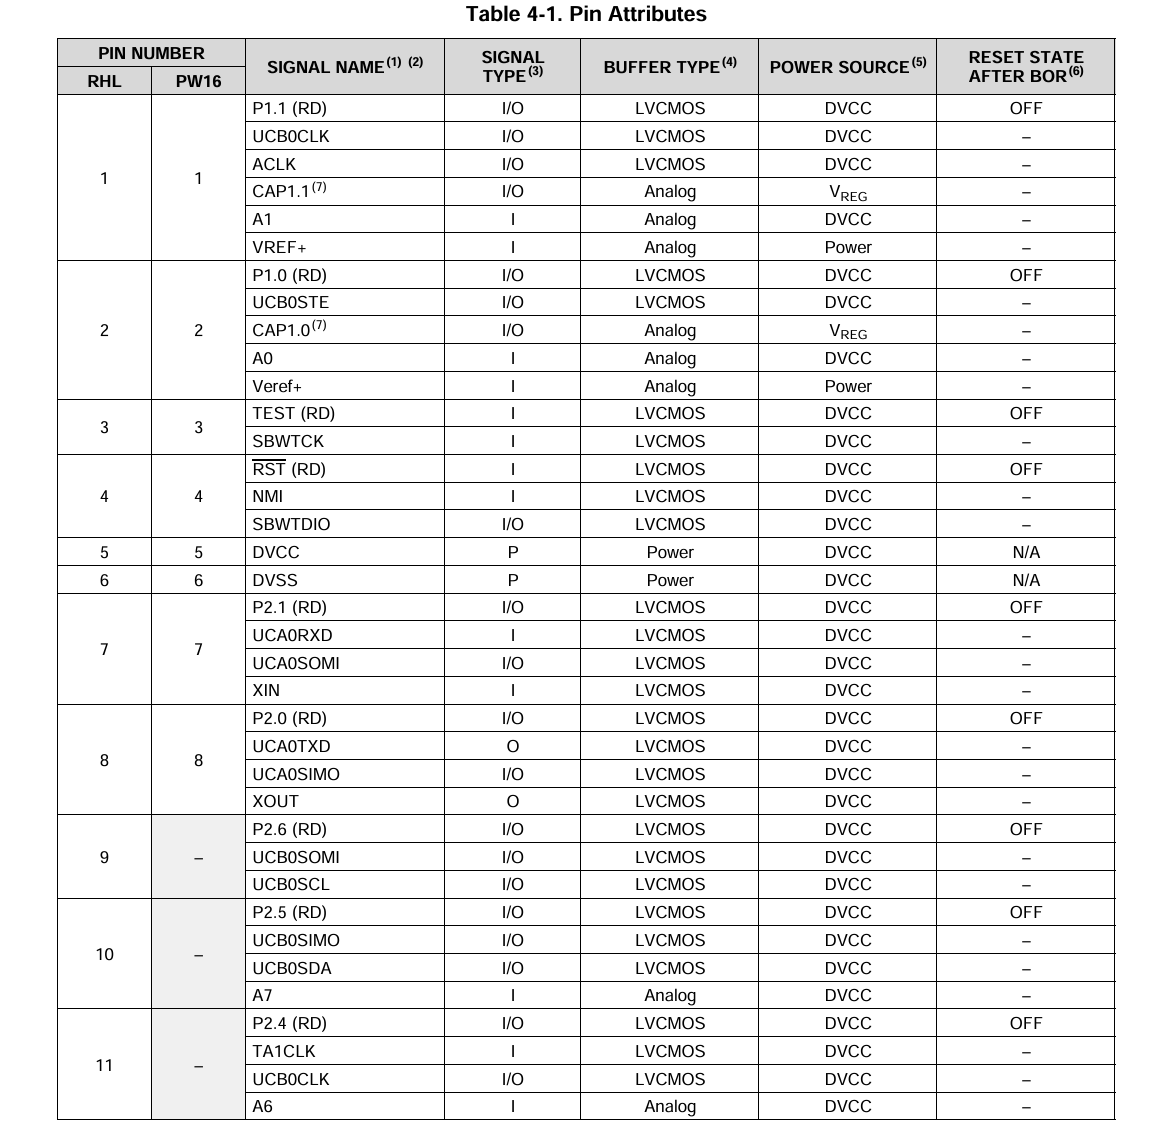 Table 4-1. Pin Attributes
PIN NUMBER SIGNAL NAME(1) (2) SIGNAL TYPE(3) BUFFER TYPE(4) POWER SOURCE(5) RESET STATE AFTER BOR(6)
RHL PW16
1 1 P1.1 (RD) I/O LVCMOS DVCC OFF
UCB0CLK I/O LVCMOS DVCC –
ACLK I/O LVCMOS DVCC –
CAP1.1(7) I/O Analog VREG –
A1 I Analog DVCC –
VREF+ I Analog Power –
2 2 P1.0 (RD) I/O LVCMOS DVCC OFF
UCB0STE I/O LVCMOS DVCC –
CAP1.0(7) I/O Analog VREG –
A0 I Analog DVCC –
Veref+ I Analog Power –
3 3 TEST (RD) I LVCMOS DVCC OFF
SBWTCK I LVCMOS DVCC –
4 4 RST (RD) I LVCMOS DVCC OFF
NMI I LVCMOS DVCC –
SBWTDIO I/O LVCMOS DVCC –
5 5 DVCC P Power DVCC N/A
6 6 DVSS P Power DVCC N/A
7 7 P2.1 (RD) I/O LVCMOS DVCC OFF
UCA0RXD I LVCMOS DVCC –
UCA0SOMI I/O LVCMOS DVCC –
XIN I LVCMOS DVCC –
8 8 P2.0 (RD) I/O LVCMOS DVCC OFF
UCA0TXD O LVCMOS DVCC –
UCA0SIMO I/O LVCMOS DVCC –
XOUT O LVCMOS DVCC –
9 – P2.6 (RD) I/O LVCMOS DVCC OFF
UCB0SOMI I/O LVCMOS DVCC –
UCB0SCL I/O LVCMOS DVCC –
10 – P2.5 (RD) I/O LVCMOS DVCC OFF
UCB0SIMO I/O LVCMOS DVCC –
UCB0SDA I/O LVCMOS DVCC –
A7 I Analog DVCC –
11 – P2.4 (RD) I/O LVCMOS DVCC OFF
TA1CLK I LVCMOS DVCC –
UCB0CLK I/O LVCMOS DVCC –
A6 I Analog DVCC –